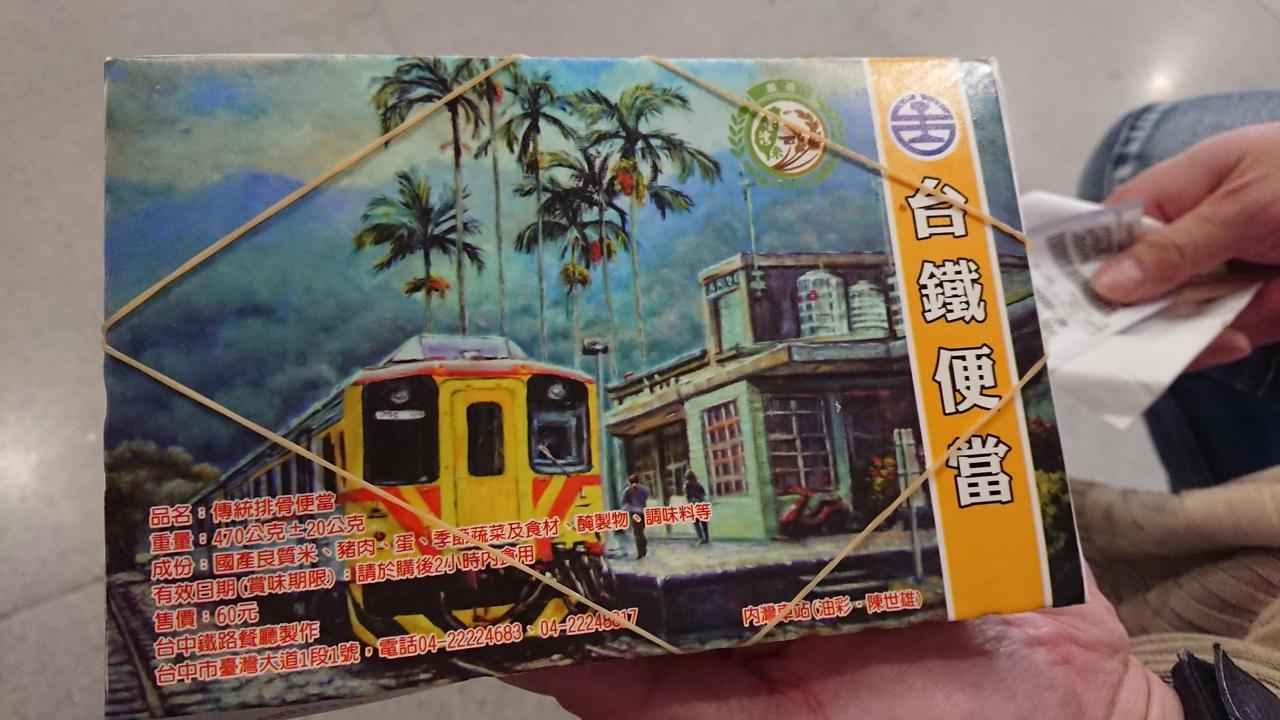 台鐵便當
品名：傳統排骨便當
重量：470公克±20公克
成份：國產良質米、豬肉、蛋、季節蔬菜及食材、醃製物、調味料等
有效日期(賞味期限)：請於購後2小時內食用
售價：60元
台中鐵路餐廳製作
台中市臺灣大道1段1號，電話04-22224683、04-22248017
內灣車站(油彩・陳世雄)